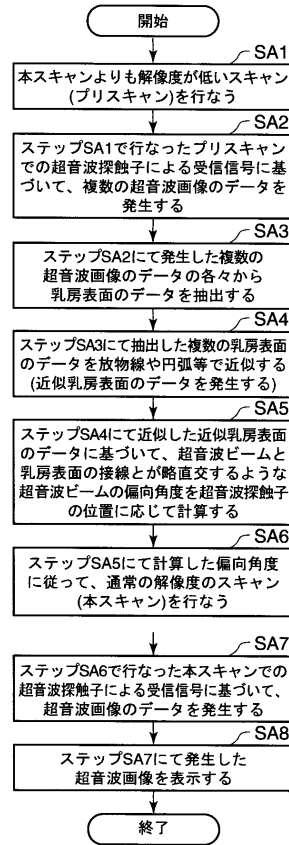 開始
SA1
本スキャンよりも解像度が低いスキャン
(プリスキャン)を行なう
SA2
ステップSA1で行なったプリスキャン
での超音波探触子による受信信号に基
づいて、複数の超音波画像のデータを
発生する
SA3
ステップSA2にて発生した複数の
超音波画像のデータの各々から
乳房表面のデータを抽出する
SA4
ステップSA3にて抽出した複数の乳房表面
のデータを放物線や円弧等で近似する
(近似乳房表面のデータを発生する)
SA5
ステップSA4にて近似した近似乳房表面
のデータに基づいて、超音波ビームと
乳房表面の接線とが略直交するような
超音波ビームの偏向角度を超音波探触子
の位置に応じて計算する
SA6
ステップSA5にて計算した偏向角度
に従って、通常の解像度のスキャン
(本スキャン)を行なう
SA7
ステップSA6で行なった本スキャンでの
超音波探触子による受信信号に基づいて、
超音波画像のデータを発生する
SA8
ステップSA7にて発生した
超音波画像を表示する
終了